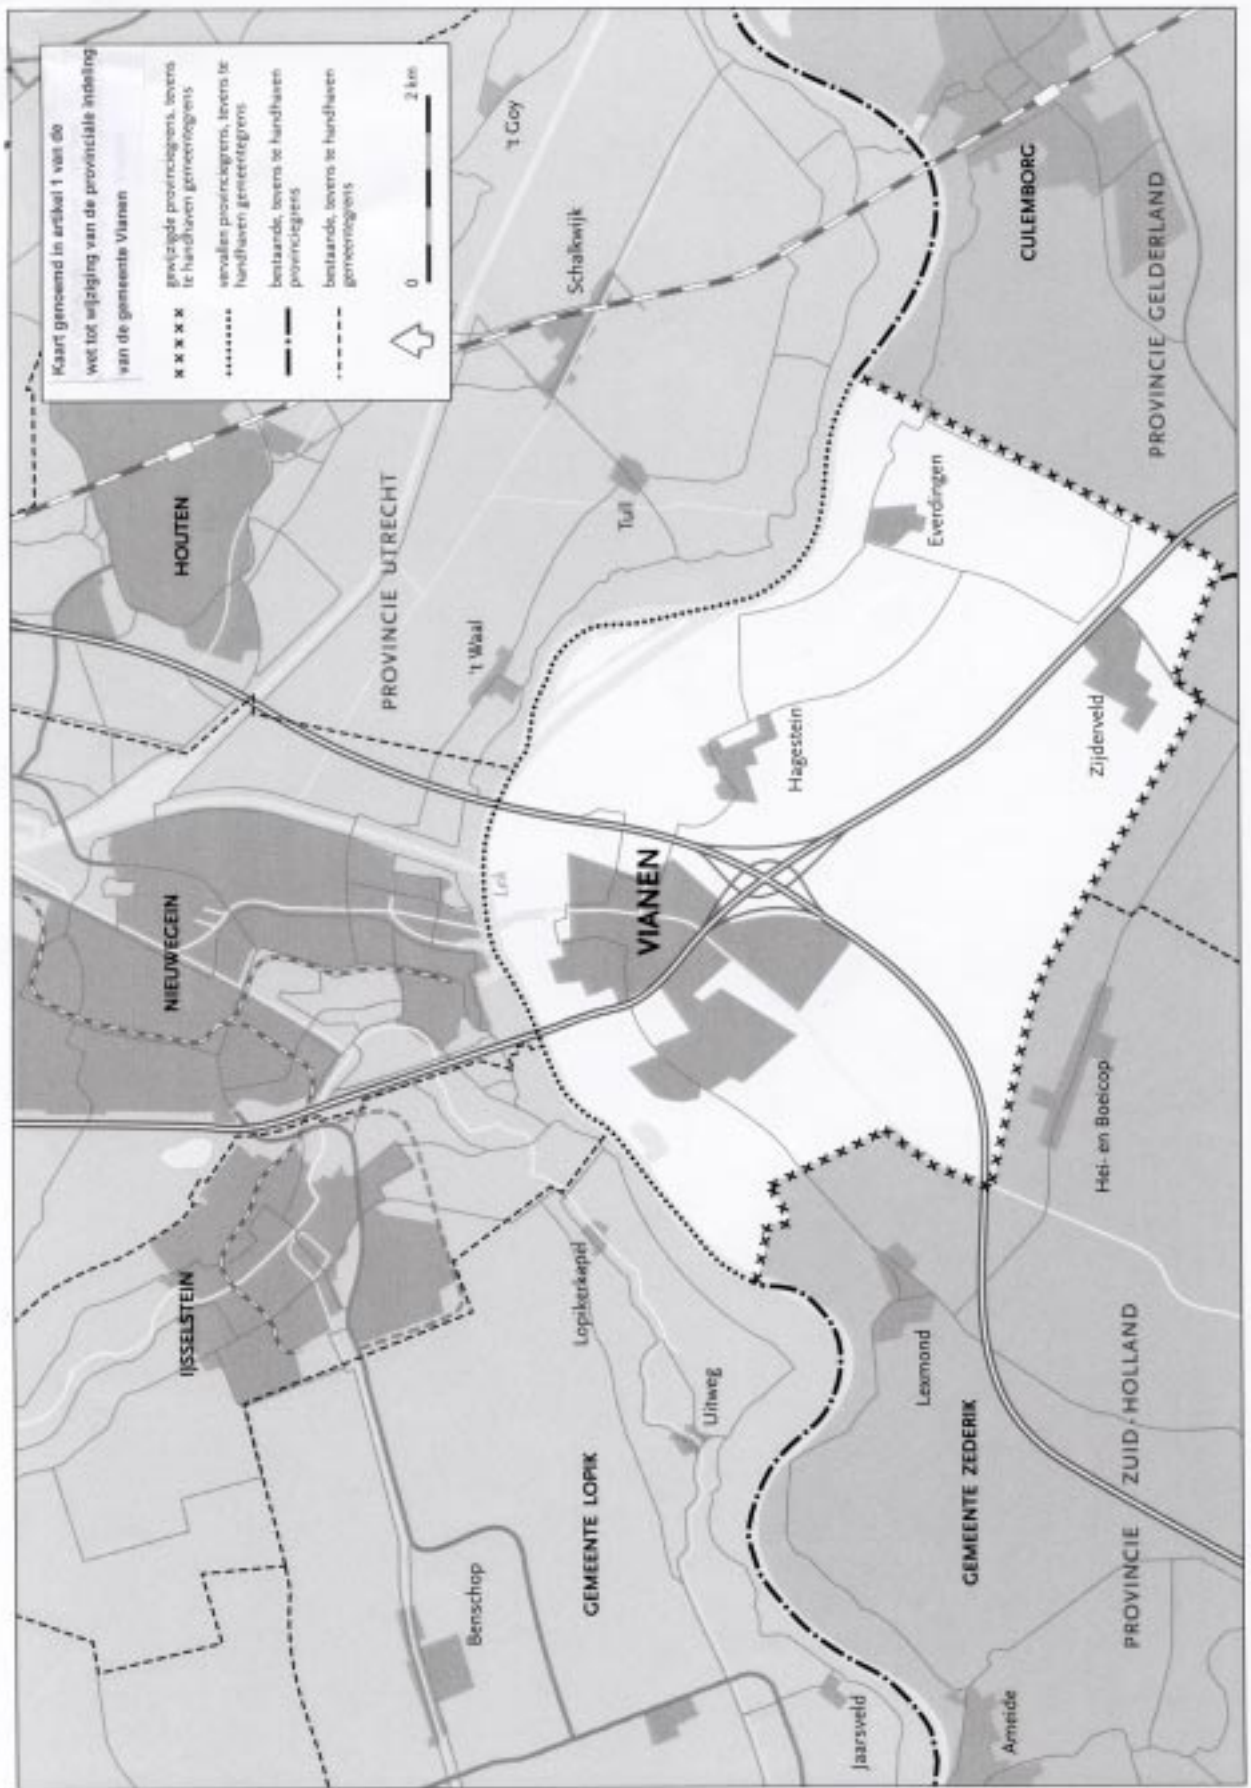 Kaart genoemd in artikel 1 van de
wet tot wijziging van de provinciale indeling
van de gemeente Vianen
gewijzigde provinciegrens, tevens
te handhaven gemeentegrens
vervallen provinciegrens, tevens te
handhaven gemeentegrens
bestaande, tevens te handhaven
provinciegrens
bestaande, tevens te handhaven
gemeentegrens
0
2 km
't Goy
Schalkwijk
CULEMBORG
PROVINCIE GELDERLAND
HOUTEN
PROVINCIE UTRECHT
Tull
Everdingen
't Waal
Hagestein
Zijderveld
NIEUWEGEIN
Lek
VIANEN
Hei- en Boeicop
IJSSELSTEIN
Lopikerkapel
Uitweg
Lexmond
GEMEENTE LOPIK
GEMEENTE ZEDERIK
PROVINCIE ZUID-HOLLAND
Benschop
Jaarsveld
Ameide